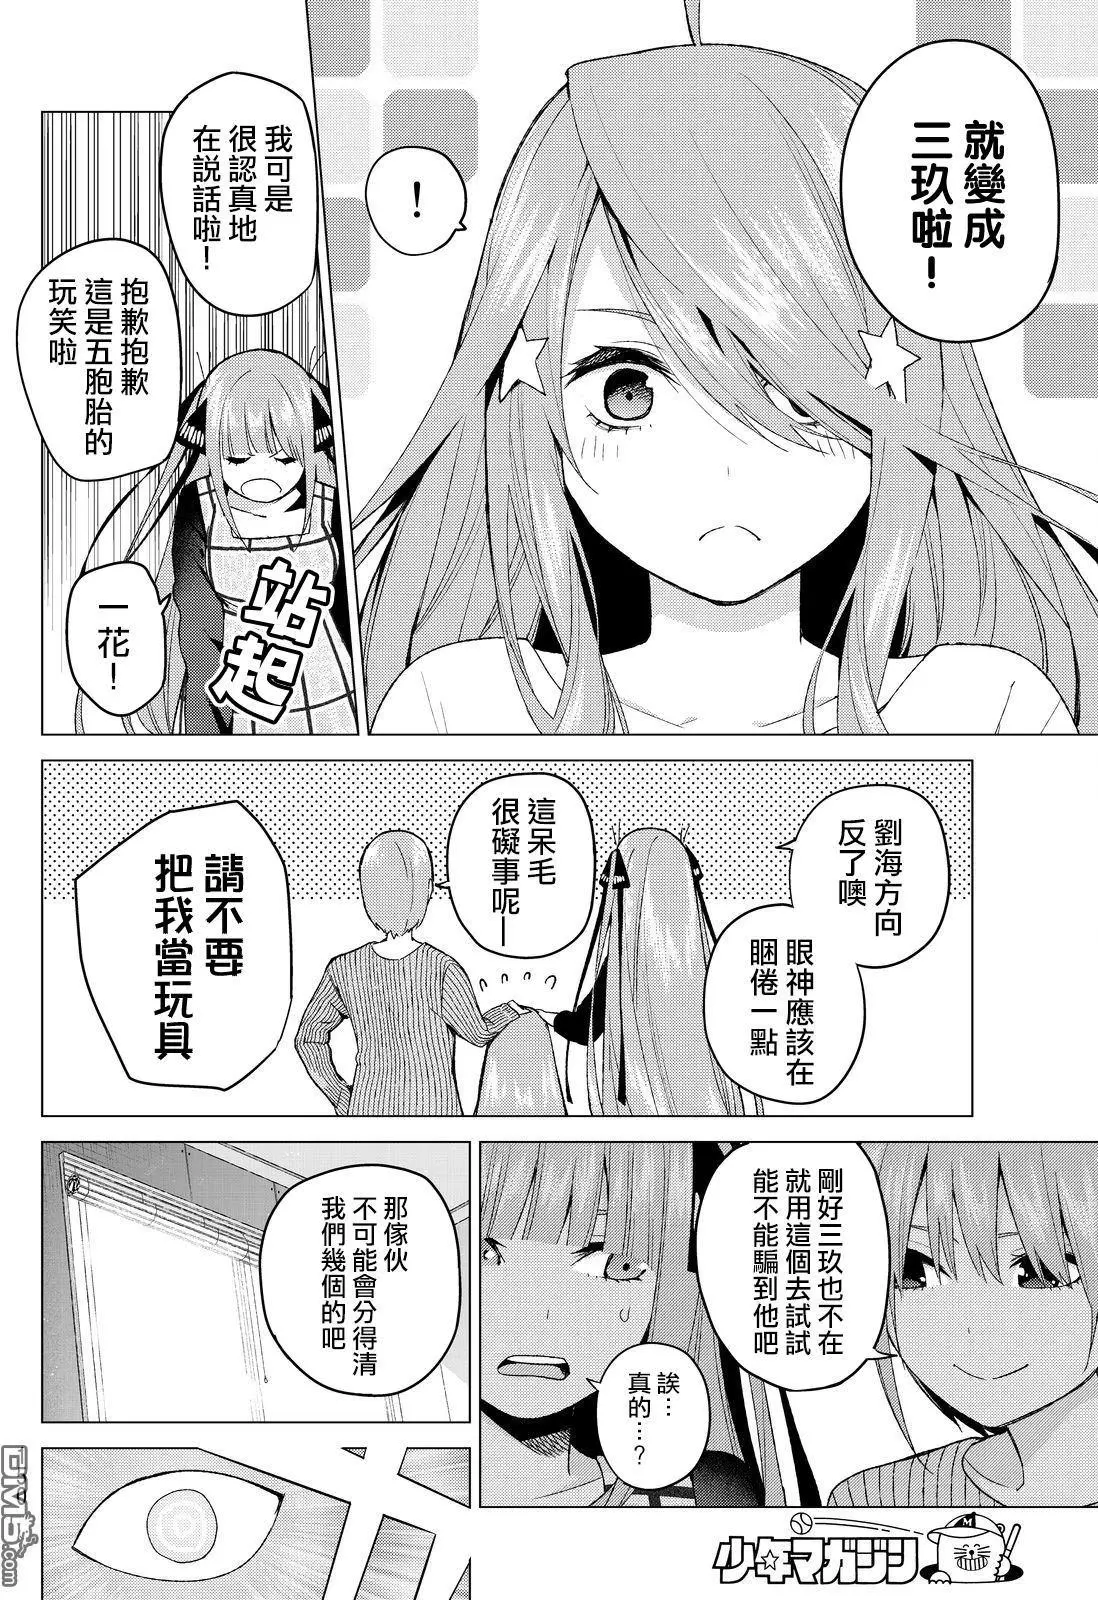 就變成
三玖啦！
！
我可是
很認真地
在說話啦！
抱歉抱歉
這是五胞胎的
玩笑啦
一花！
站起
劉海方向
反了噢
眼神應該在
睏倦一點
這呆毛
很礙事呢—
請不要
把我當玩具
剛好三玖也不在
就用這個去試試
能不能騙到他吧
誒…
真的…？
那傢伙
不可能會分得清
我們幾個的吧
少年マガジン
M
DM5.com